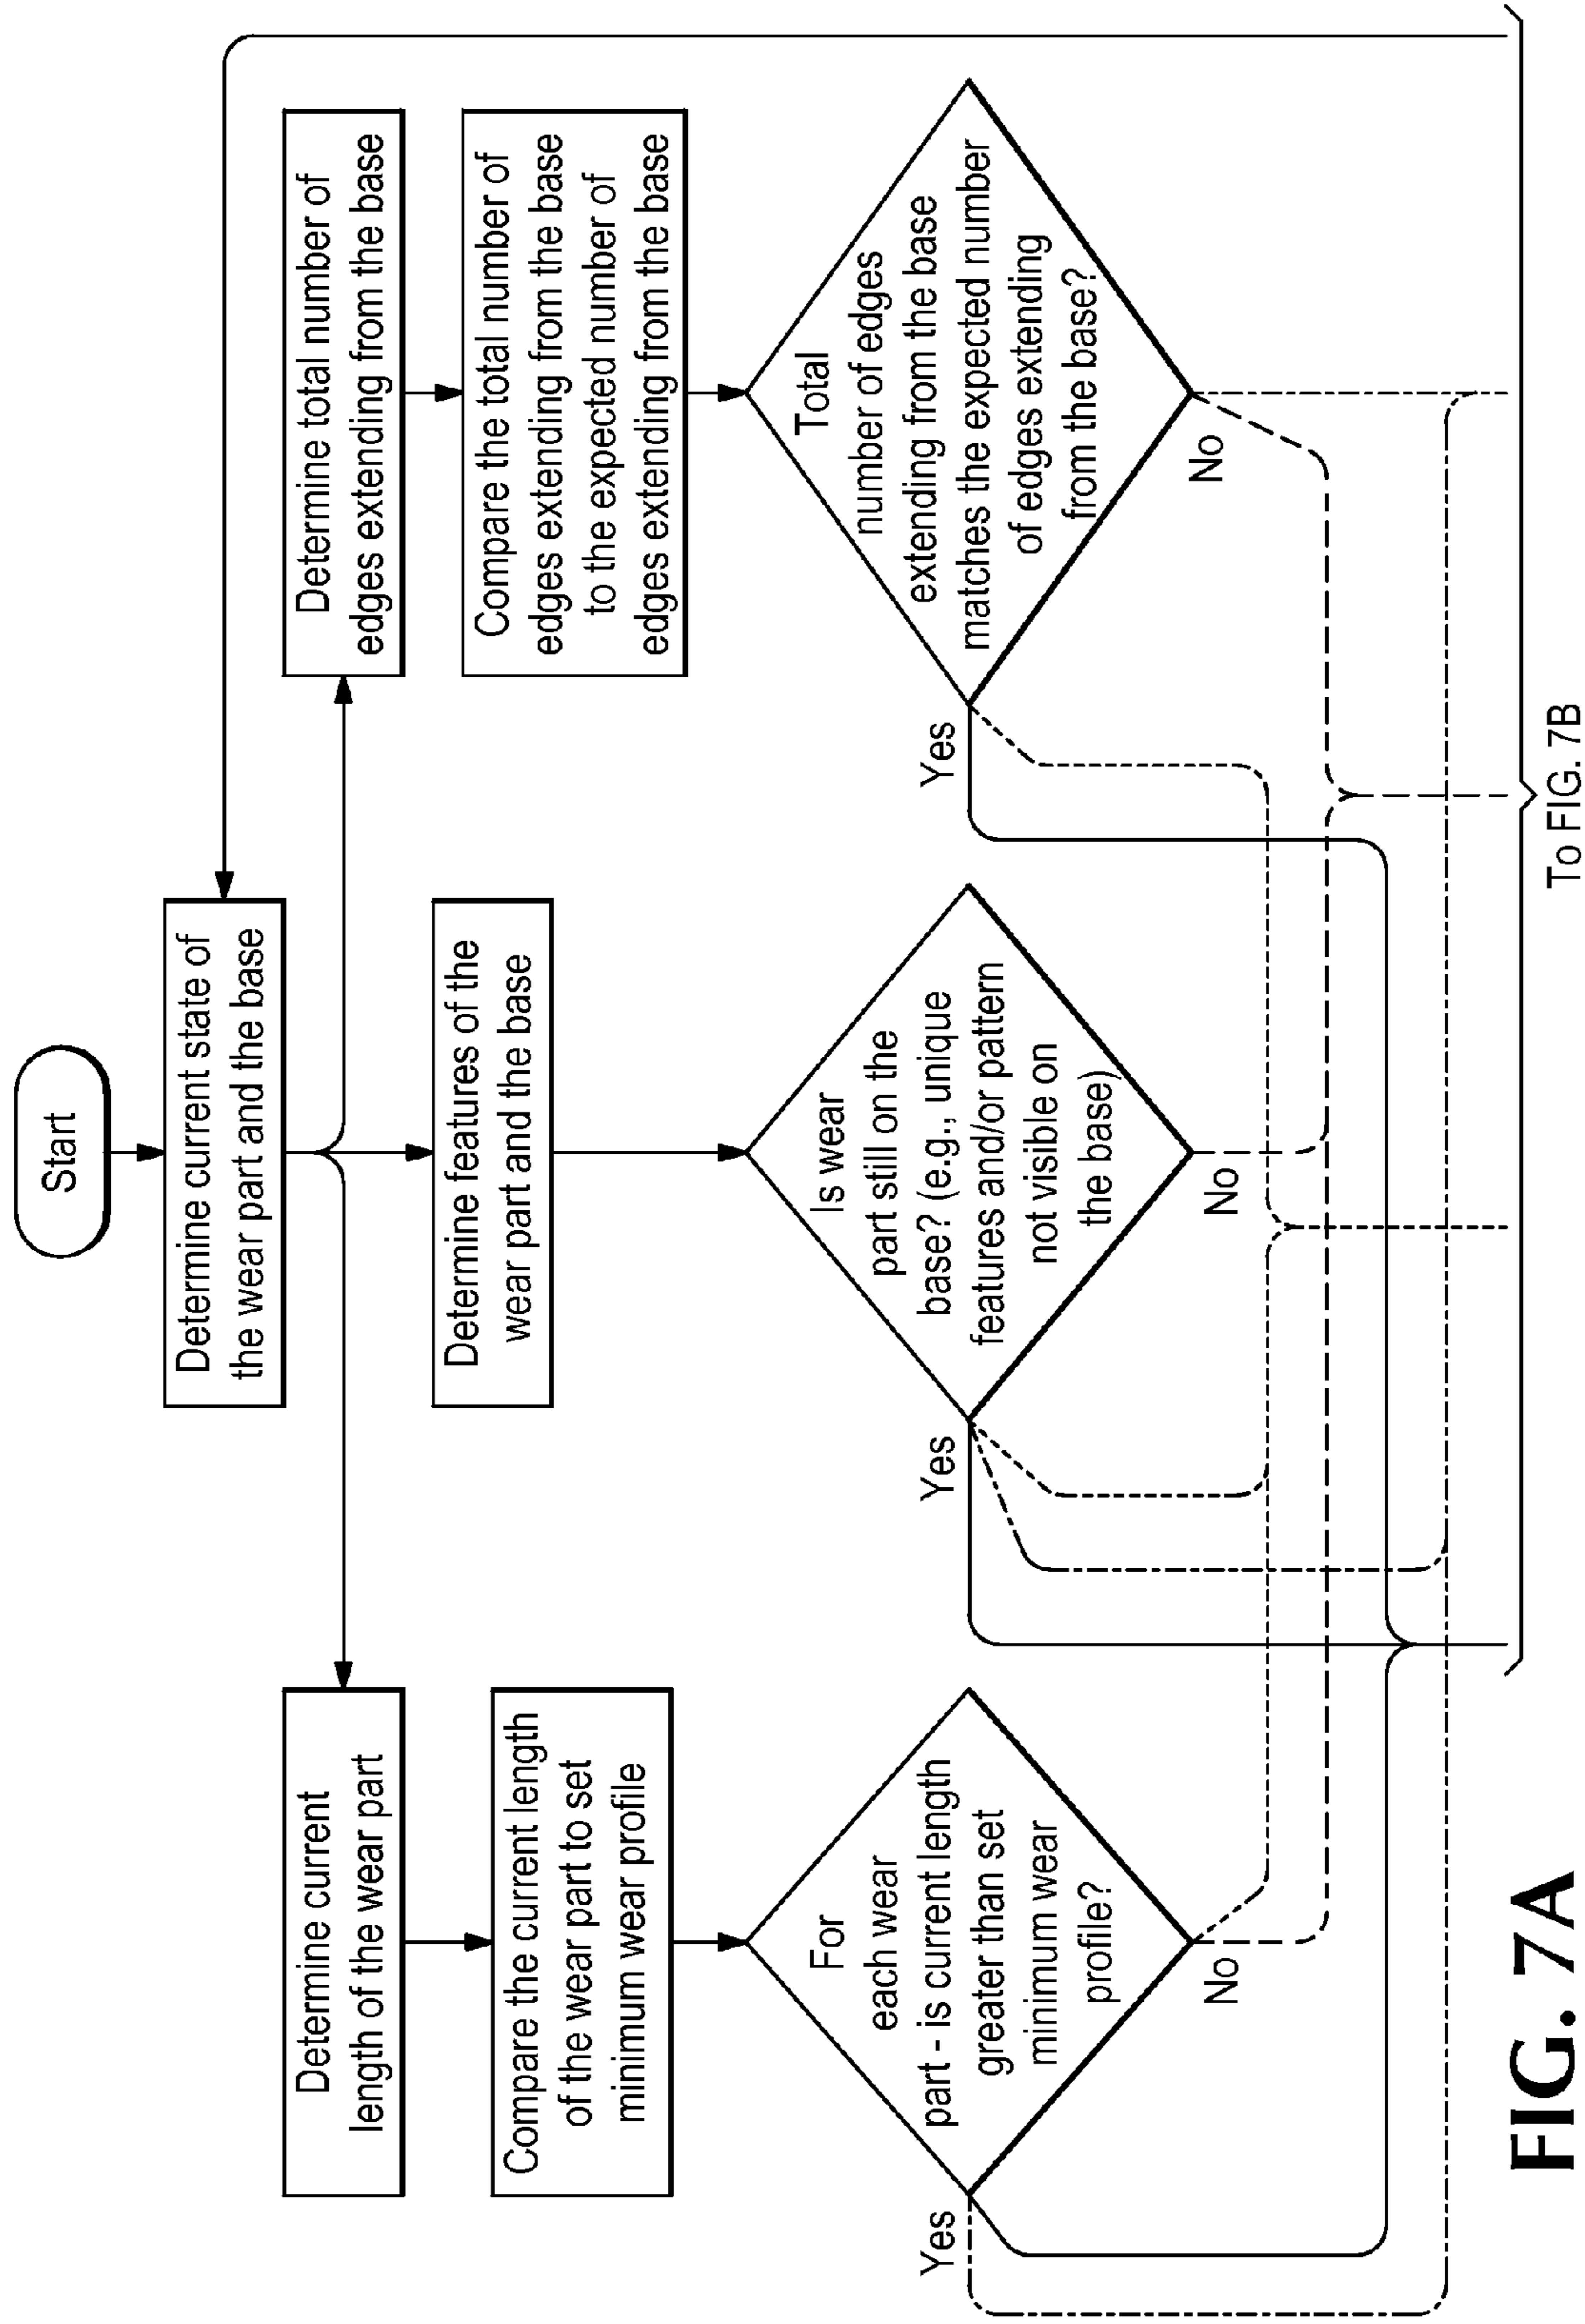 Start
Determine current state of
the wear part and the base
Determine current
length of the wear part
Compare the current length
of the wear part to set
minimum wear profile
For
each wear
part - is current length
greater than set
minimum wear
profile?
Yes
No
Determine features of the
wear part and the base
Is wear
part still on the
base? (e.g., unique
features and/or pattern
not visible on
the base)
Yes
No
Determine total number of
edges extending from the base
Compare the total number of
edges extending from the base
to the expected number of
edges extending from the base
Total
number of edges
extending from the base
matches the expected number
of edges extending
from the base?
Yes
No
To FIG. 7B
FIG. 7A